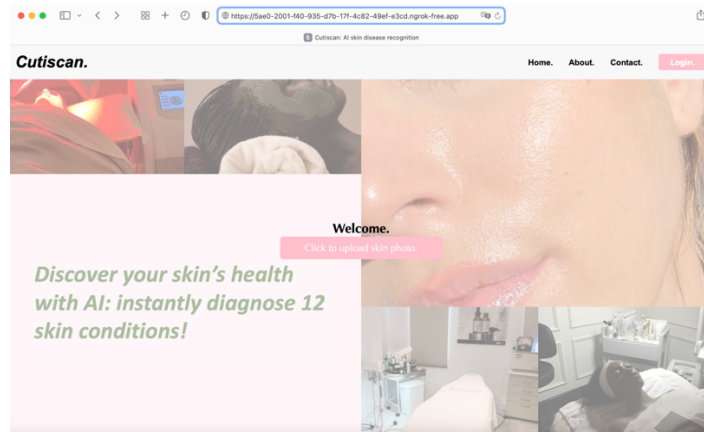 https://5ae0-2001-f40-935-d7b-17f-4c82-49ef-e3cd.ngrok-free.app
S Cutiscan: AI skin disease recognition
Cutiscan.
Home. About. Contact. Login.
Welcome.
Click to upload skin photo.
Discover your skin's health
with AI: instantly diagnose 12
skin conditions!